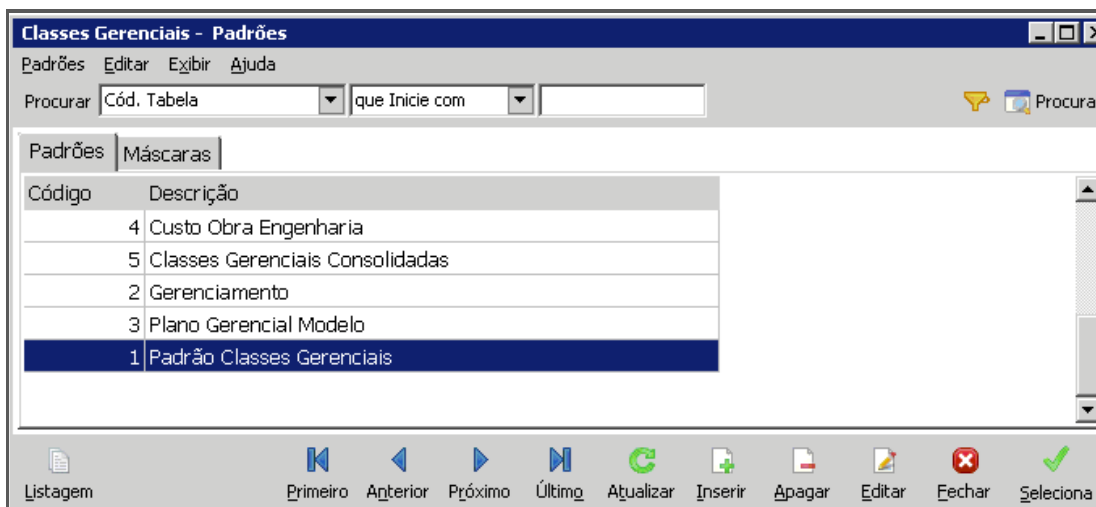 Classes Gerenciais - Padrões
Padrões Editar Exibir Ajuda
Procurar Cód. Tabela que Inicie com Procura
Padrões Máscaras
Código Descrição
4 Custo Obra Engenharia
5 Classes Gerenciais Consolidadas
2 Gerenciamento
3 Plano Gerencial Modelo
1 Padrão Classes Gerenciais
Listagem Primeiro Anterior Próximo Último Atualizar Inserir Apagar Editar Fechar Seleciona